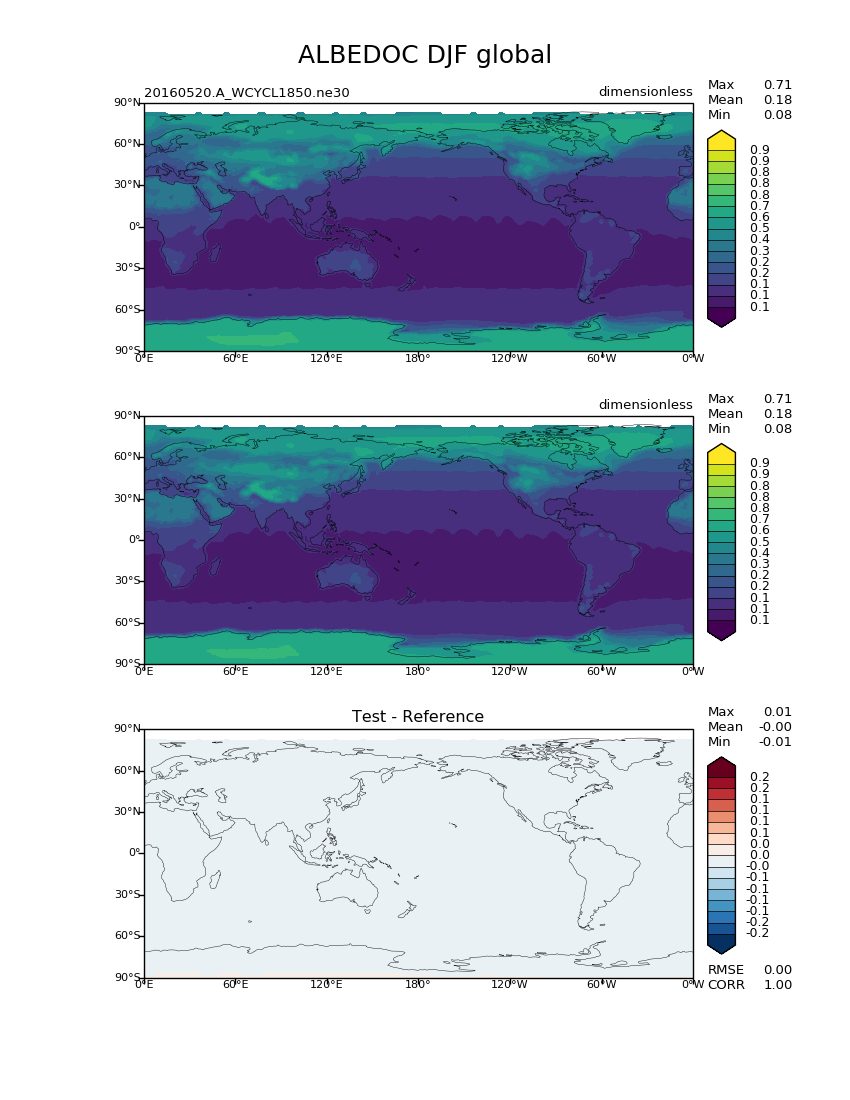 ALBEDOC DJF global
20160520.A_WCYCL1850.ne30
dimensionless
Max 0.71
Mean 0.18
Min 0.08
90°N
60°N
30°N
0°
30°S
60°S
90°S
0°E 60°E 120°E 180° 120°W 60°W 0°W
0.9
0.9
0.8
0.8
0.8
0.7
0.6
0.5
0.4
0.3
0.2
0.2
0.1
0.1
0.1
dimensionless
Max 0.71
Mean 0.18
Min 0.08
90°N
60°N
30°N
0°
30°S
60°S
90°S
0°E 60°E 120°E 180° 120°W 60°W 0°W
0.9
0.9
0.8
0.8
0.8
0.7
0.6
0.5
0.4
0.3
0.2
0.2
0.1
0.1
0.1
Test - Reference
Max 0.01
Mean -0.00
Min -0.01
90°N
60°N
30°N
0°
30°S
60°S
90°S
0°E 60°E 120°E 180° 120°W 60°W 0°W
0.2
0.2
0.1
0.1
0.1
0.1
0.0
0.0
-0.0
-0.1
-0.1
-0.1
-0.1
-0.2
-0.2
RMSE 0.00
CORR 1.00